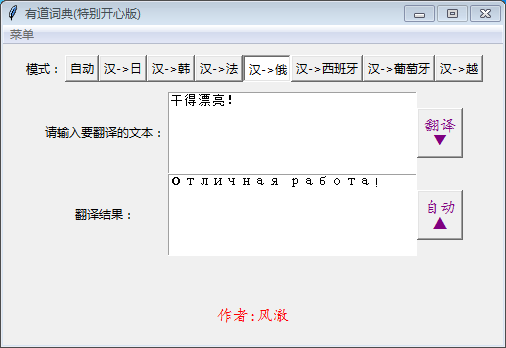 有道词典(特别开心版)
菜单
模式： 自动 汉->日 汉->韩 汉->法 汉->俄 汉->西班牙 汉->葡萄牙 汉->越
干得漂亮!
翻译
请输入要翻译的文本：
Отличная работа!
自动
翻译结果：
作者:风澈